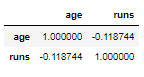 age runs
age 1.000000 -0.118744
runs -0.118744 1.000000